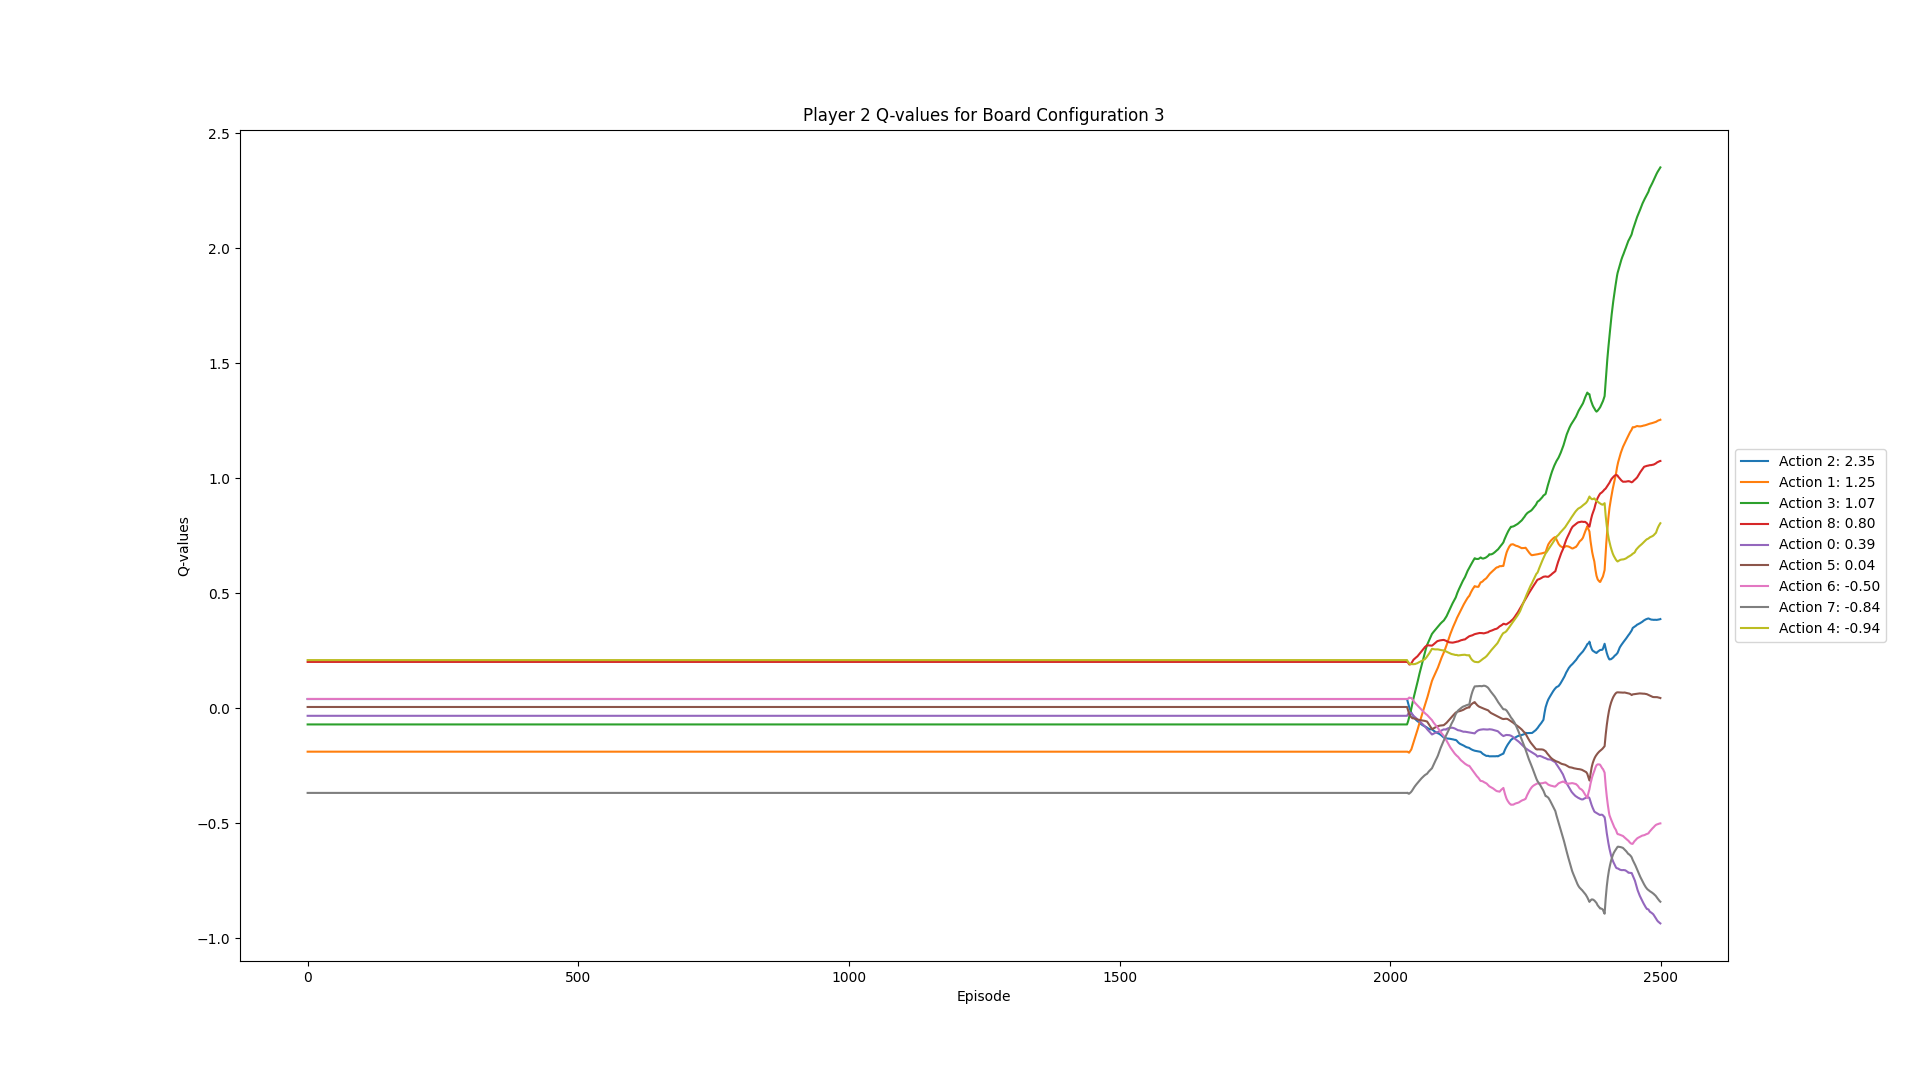 Player 2 Q-values for Board Configuration 3
2.5
2.0
1.5
1.0
0.5
0.0
−0.5
−1.0
Q-values
0 500 1000 1500 2000 2500
Episode
Action 2: 2.35
Action 1: 1.25
Action 3: 1.07
Action 8: 0.80
Action 0: 0.39
Action 5: 0.04
Action 6: -0.50
Action 7: -0.84
Action 4: -0.94